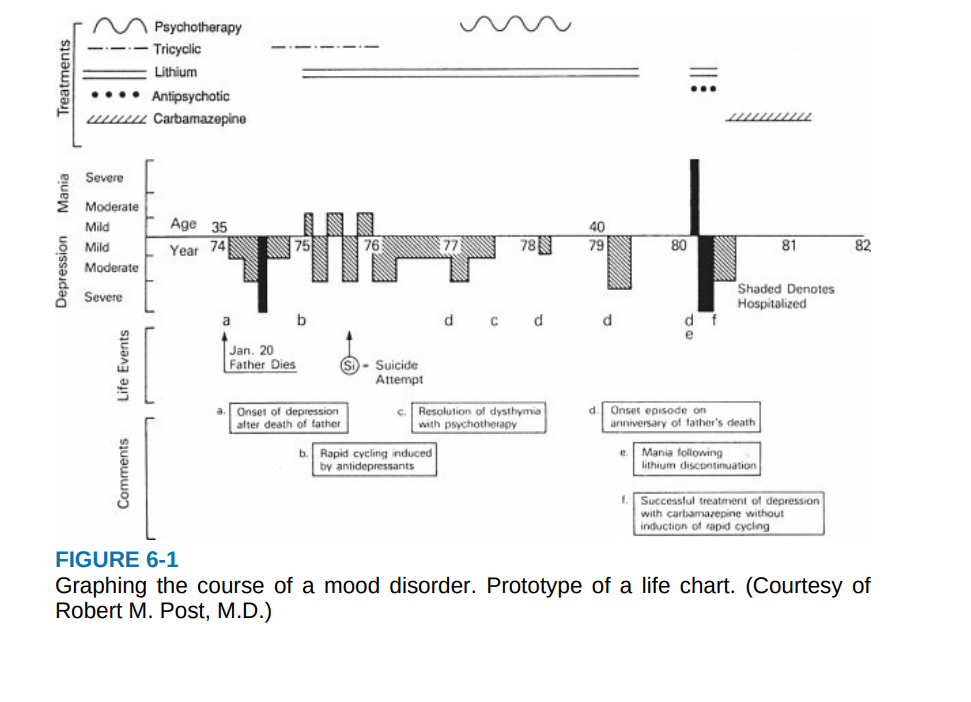 Treatments
Psychotherapy
Tricyclic
Lithium
Antipsychotic
Carbamazepine
Mania
Severe
Moderate
Mild
Depression
Mild
Moderate
Severe
Age 35 40
Year 74 75 76 77 78 79 80 81 82
Shaded Denotes
Hospitalized
a b d c d d d f
e
Life Events
Jan. 20
Father Dies
Si = Suicide
Attempt
Comments
a. Onset of depression
after death of father
b. Rapid cycling induced
by antidepressants
c. Resolution of dysthymia
with psychotherapy
d. Onset episode on
anniversary of father's death
e. Mania following
lithium discontinuation
f. Successful treatment of depression
with carbamazepine without
induction of rapid cycling
FIGURE 6-1
Graphing the course of a mood disorder. Prototype of a life chart. (Courtesy of
Robert M. Post, M.D.)